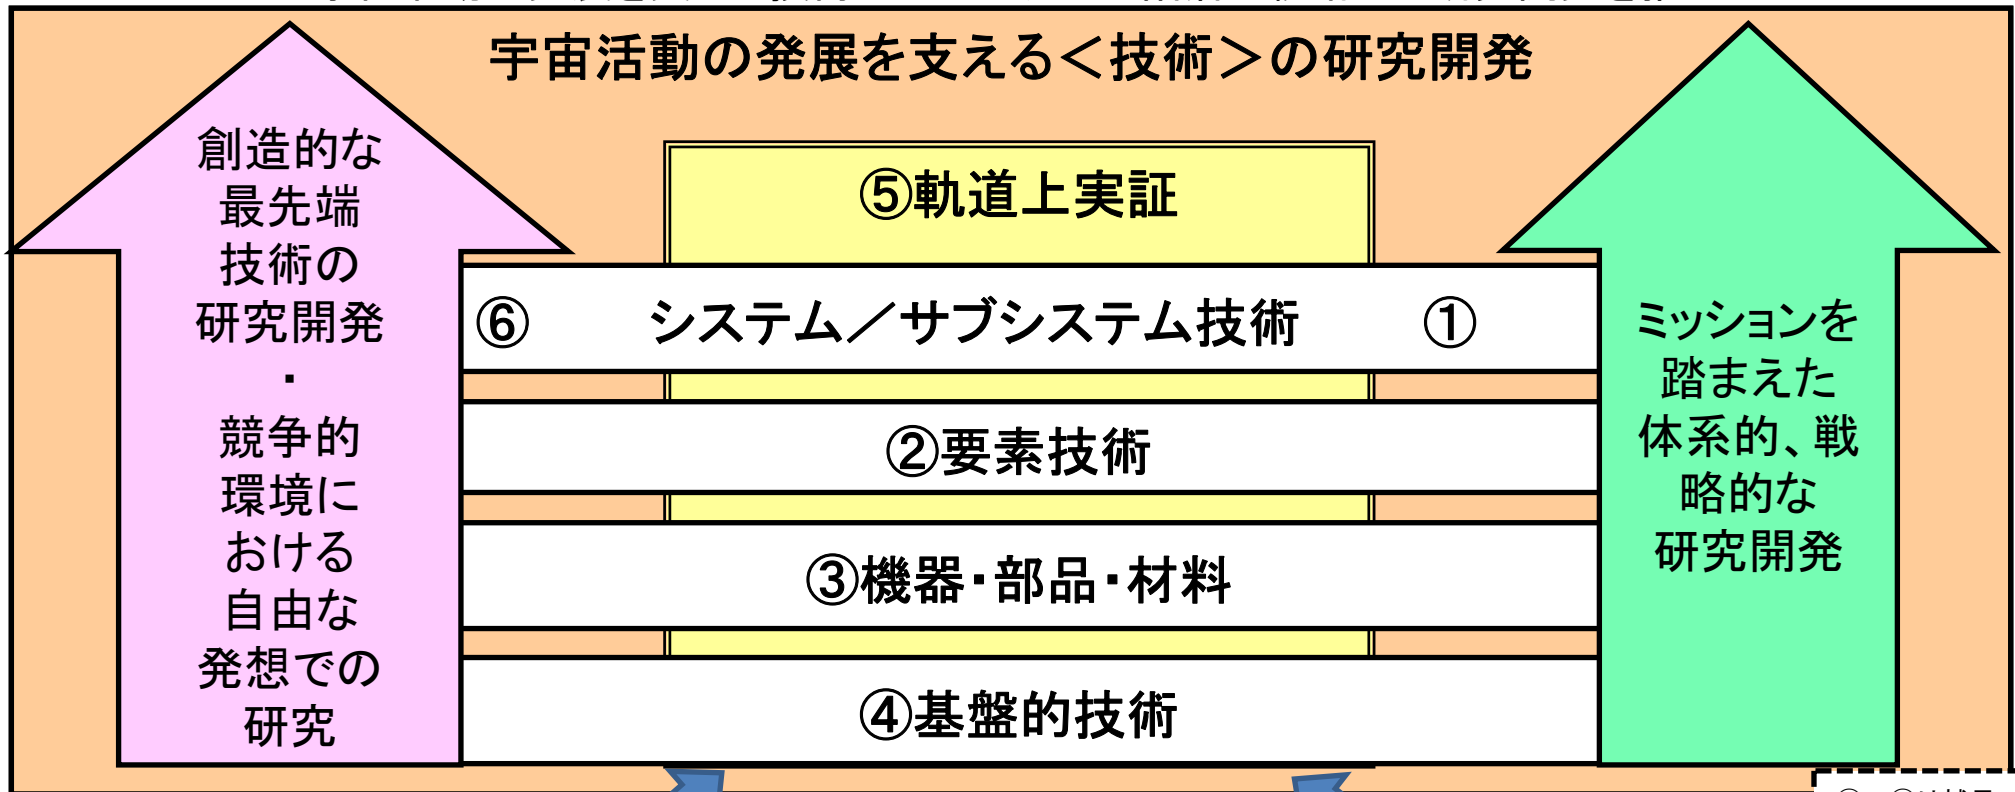 宇宙活動の発展を支える＜技術＞の研究開発
創造的な
最先端
技術の
研究開発
・
競争的
環境に
おける
自由な
発想での
研究
⑤軌道上実証
⑥ システム／サブシステム技術 ①
②要素技術
③機器・部品・材料
④基盤的技術
ミッションを
踏まえた
体系的、戦
略的な
研究開発